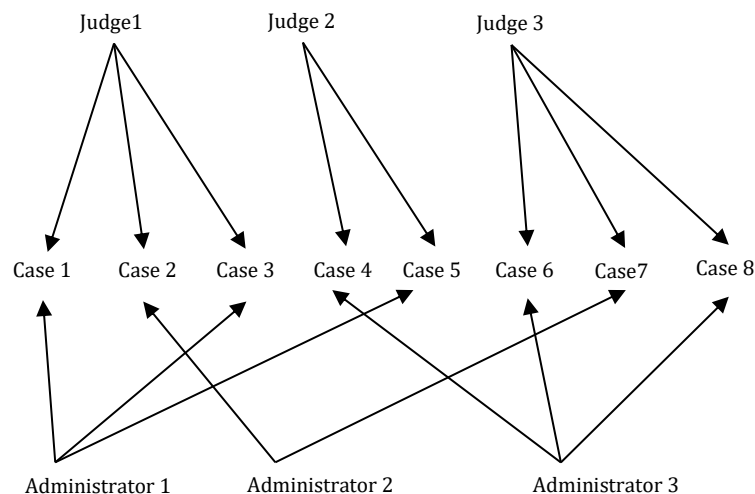 Judge1 Judge 2 Judge 3
Case 1 Case 2 Case 3 Case 4 Case 5 Case 6 Case7 Case 8
Administrator 1 Administrator 2 Administrator 3